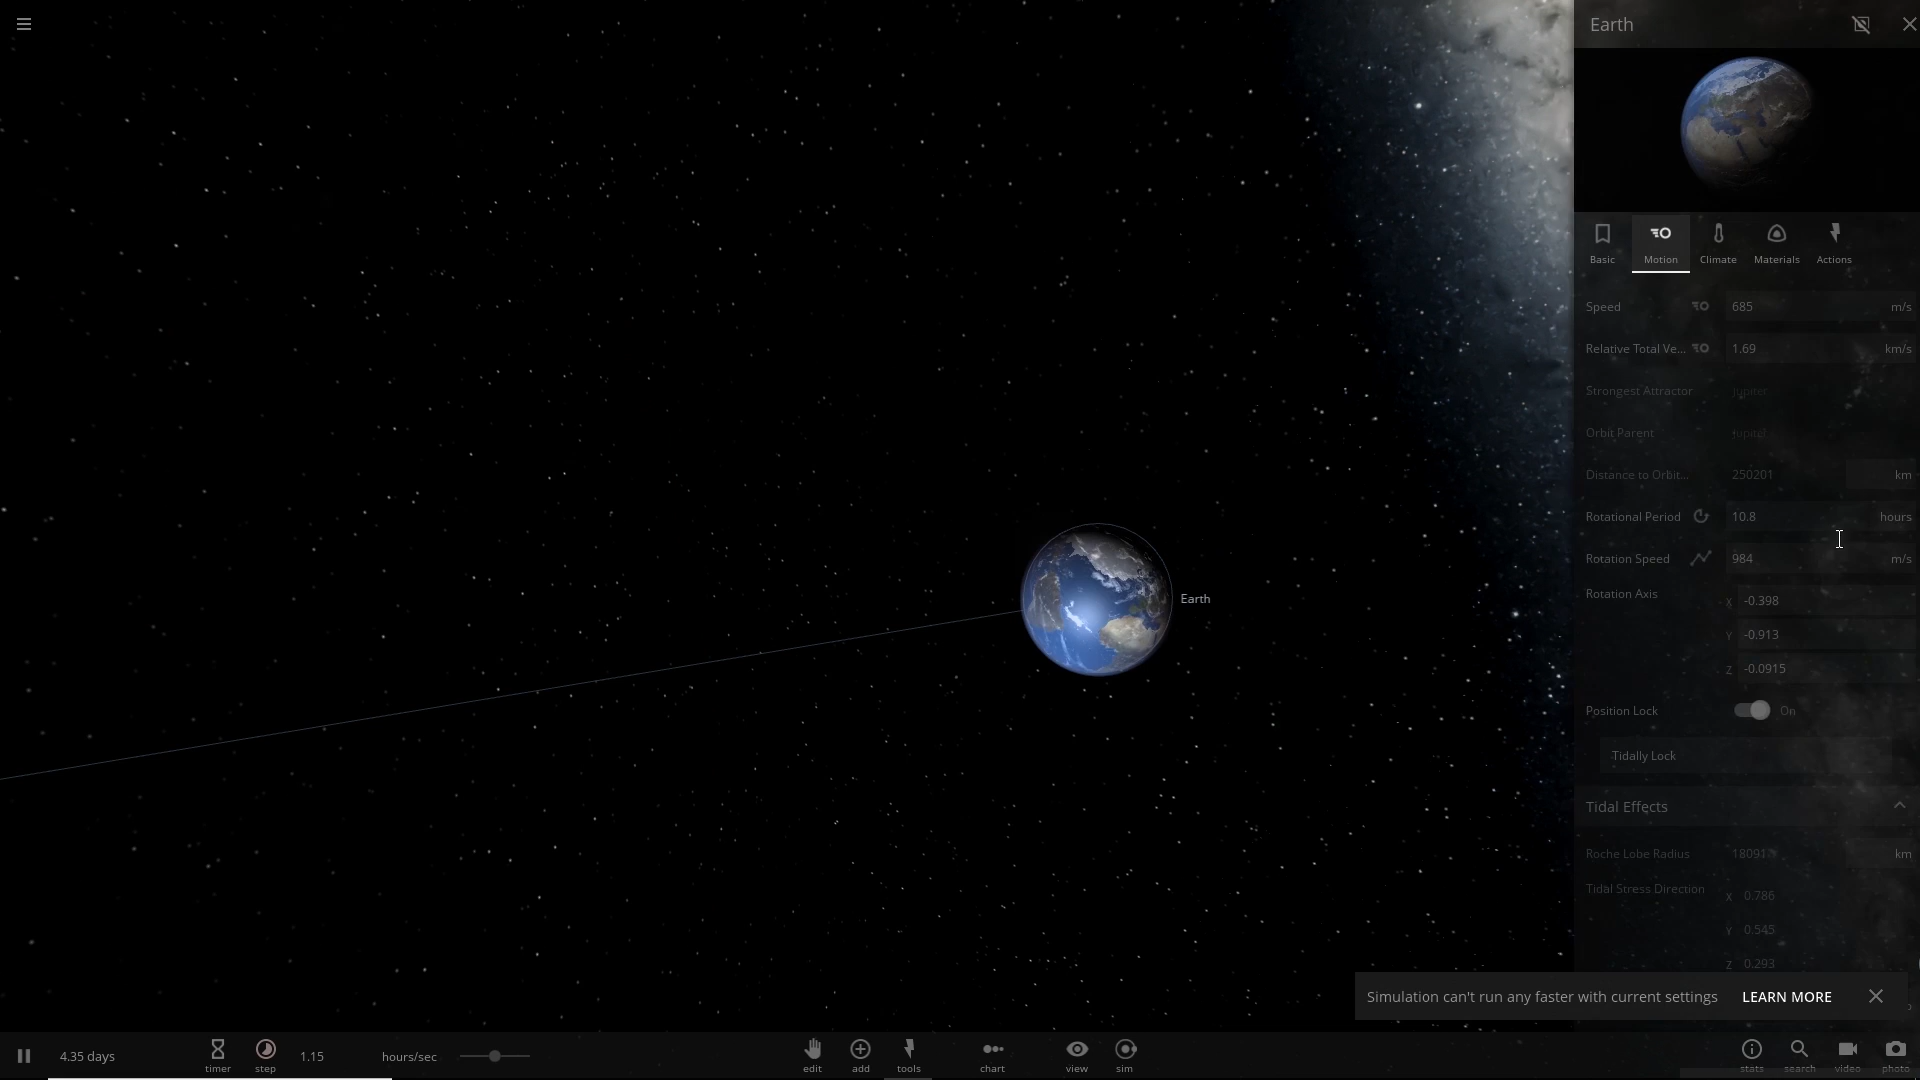 Earth
Basic
Motion
Climate
Materials
Actions
Speed 685 m/s
Relative Total Ve... 1.69 km/s
Strongest Attractor Jupiter
Orbit Parent Jupiter
Distance to Orbit... 250201 km
Rotational Period 10.8 hours
Rotation Speed 984 m/s
Rotation Axis X -0.398
Y -0.913
Z -0.0915
Position Lock On
Tidally Lock
Tidal Effects
Roche Lobe Radius 18091 km
Tidal Stress Direction X 0.786
Y 0.545
Z 0.293
Earth
Simulation can't run any faster with current settings LEARN MORE
4.35 days
timer
step
1.15 hours/sec
edit
add
tools
chart
view
sim
stats
search
video
photo